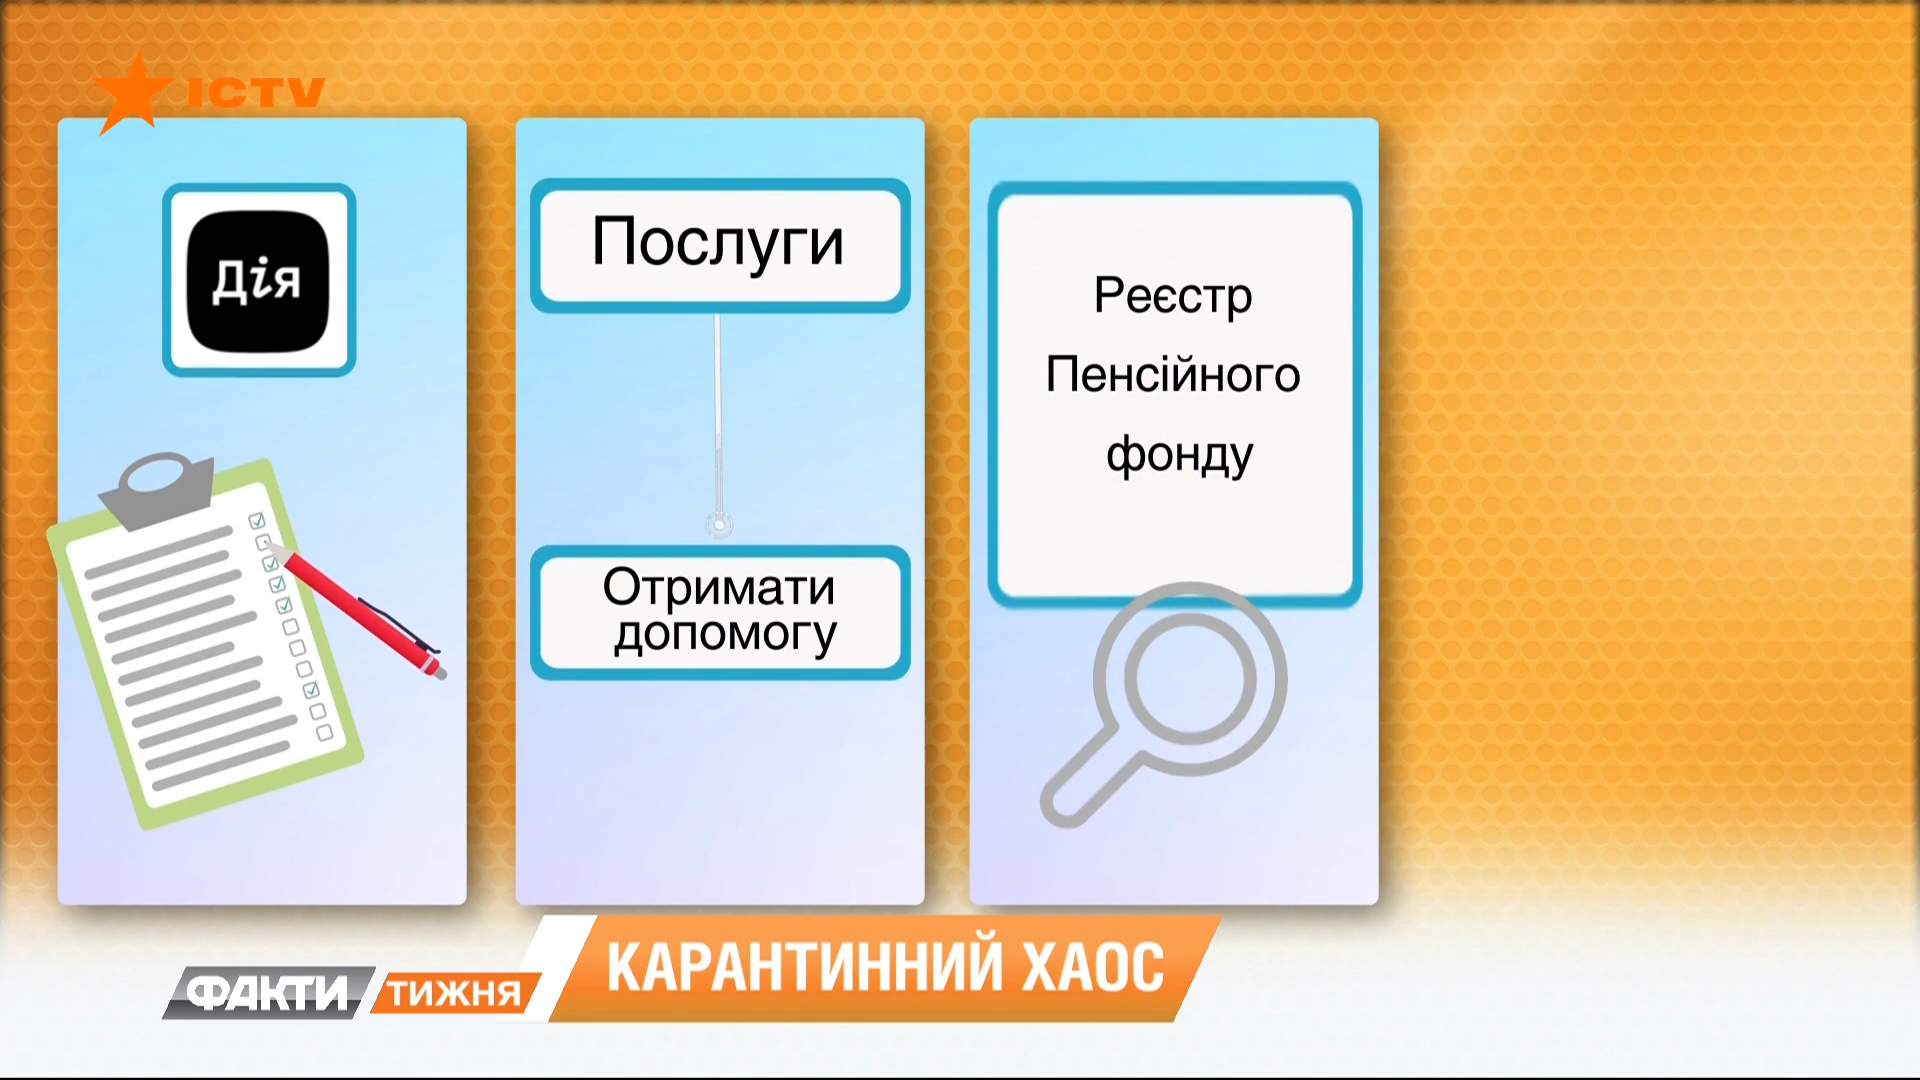 ICTV
Дія
Послуги
Отримати
допомогу
Реєстр
Пенсійного
фонду
КАРАНТИННИЙ ХАОС
ФАКТИ ТИЖНЯ